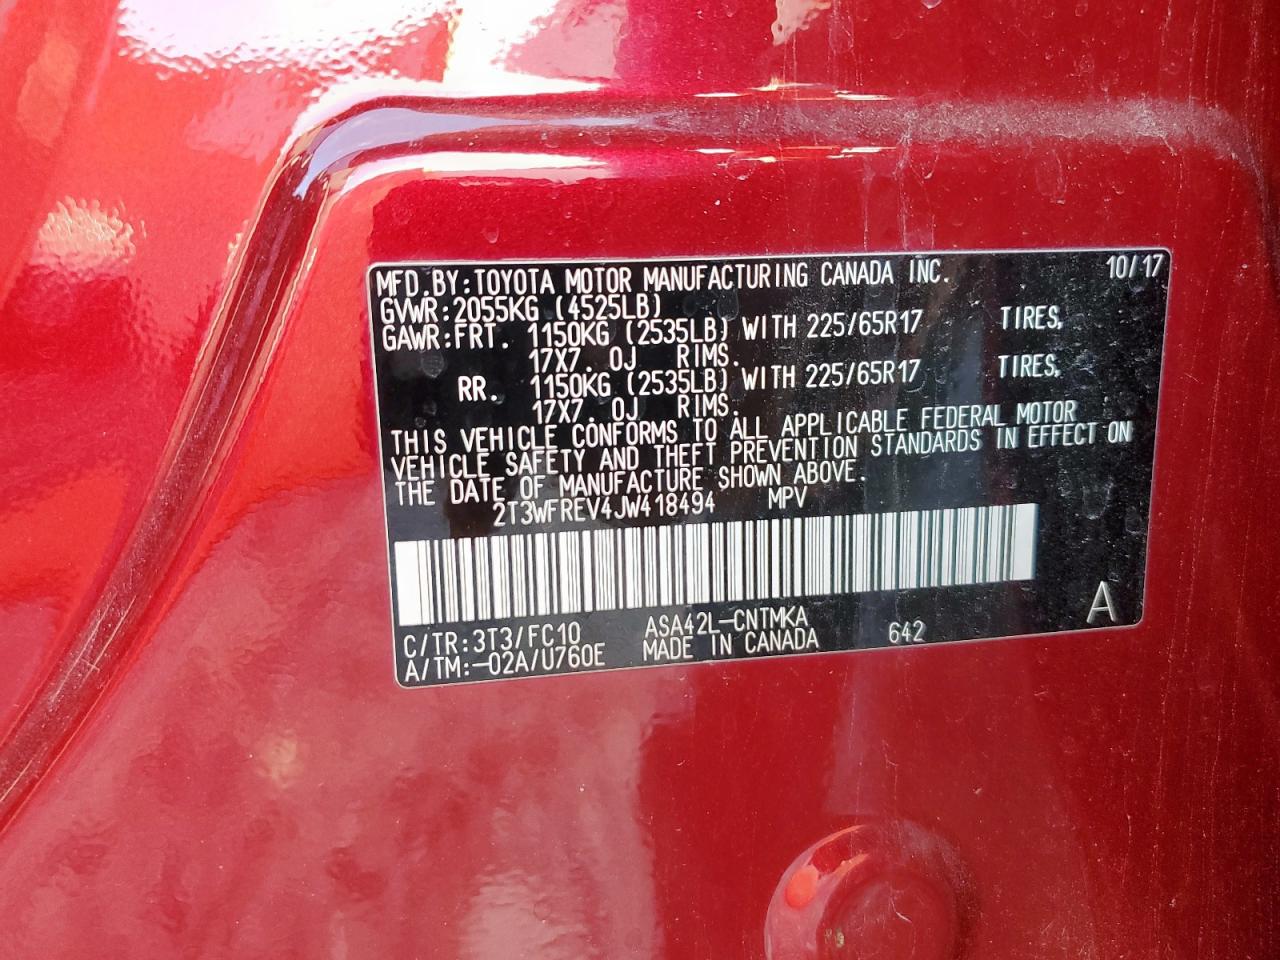 MFD.BY:TOYOTA MOTOR MANUFACTURING CANADA INC. 10/17
GVWR:2055KG (4525LB)
GAWR:FRT. 1150KG (2535LB) WITH 225/65R17 TIRES,
17X7. 0J RIMS.
RR. 1150KG (2535LB) WITH 225/65R17 TIRES,
17X7. 0J RIMS.
THIS VEHICLE CONFORMS TO ALL APPLICABLE FEDERAL MOTOR
VEHICLE SAFETY AND THEFT PREVENTION STANDARDS IN EFFECT ON
THE DATE OF MANUFACTURE SHOWN ABOVE.
2T3WFREV4JW418494 MPV
A
C/TR:3T3/FC10 ASA42L-CNTMKA 642
A/TM:-02A/U760E MADE IN CANADA